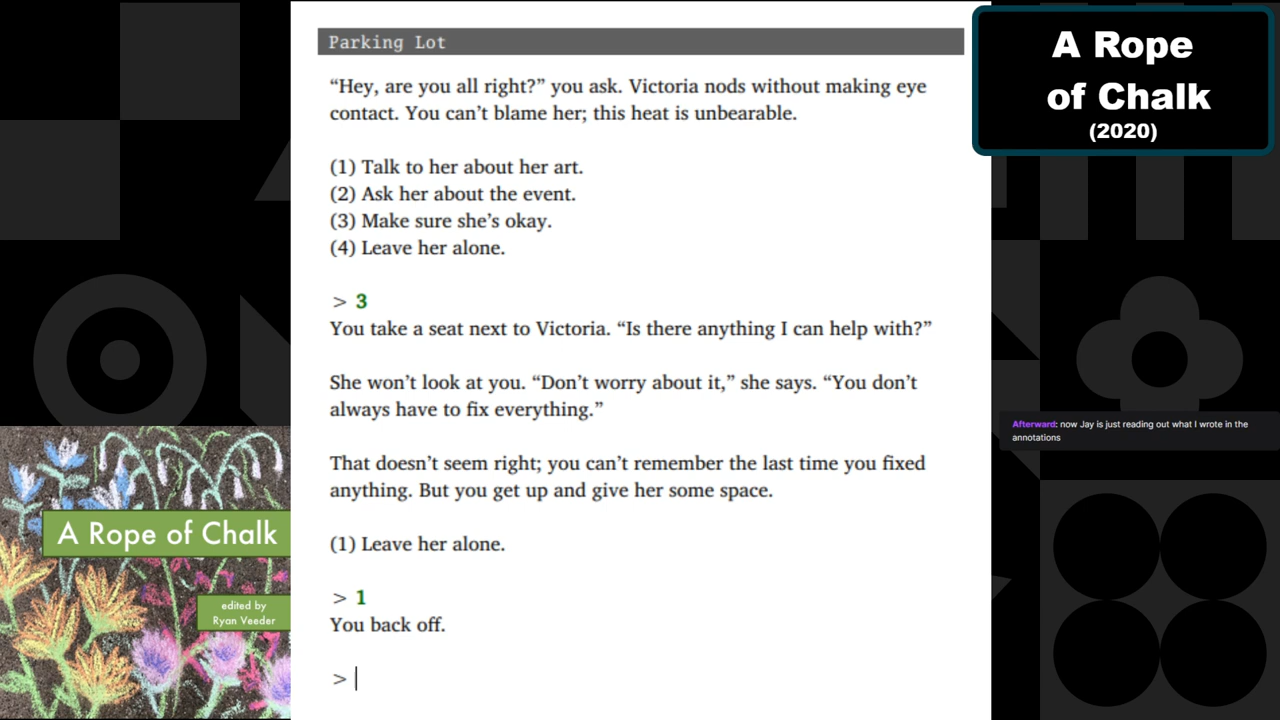 Parking Lot
“Hey, are you all right?” you ask. Victoria nods without making eye
contact. You can’t blame her; this heat is unbearable.
(1) Talk to her about her art.
(2) Ask her about the event.
(3) Make sure she’s okay.
(4) Leave her alone.
> 3
You take a seat next to Victoria. “Is there anything I can help with?”
She won’t look at you. “Don’t worry about it,” she says. “You don’t
always have to fix everything.”
That doesn’t seem right; you can’t remember the last time you fixed
anything. But you get up and give her some space.
(1) Leave her alone.
> 1
You back off.
>
A Rope
of Chalk
(2020)
Afterward: now Jay is just reading out what I wrote in the
annotations
A Rope of Chalk
edited by
Ryan Veeder